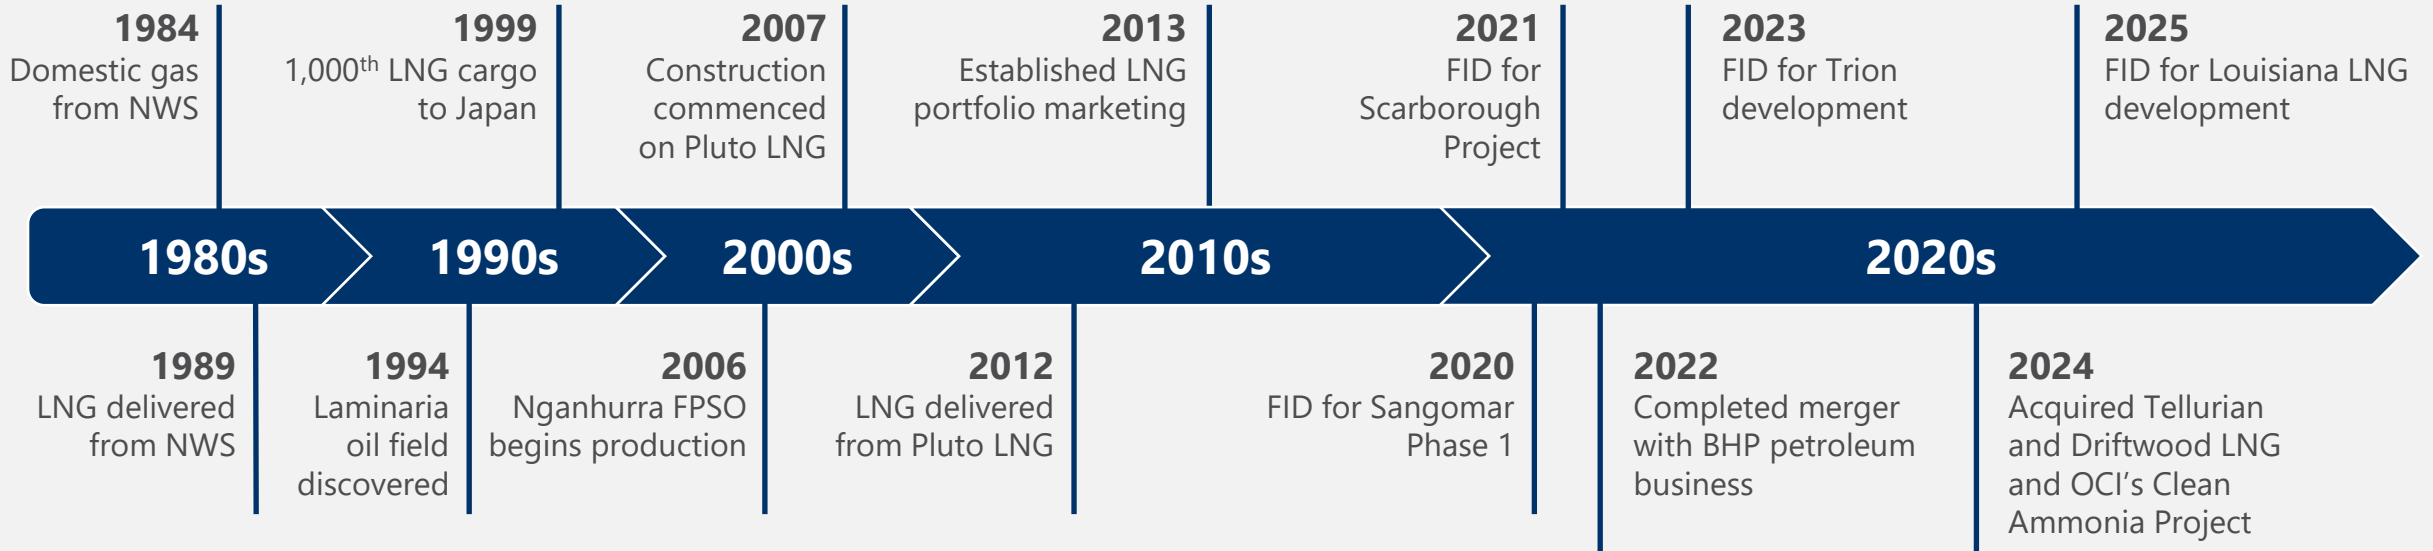 1984
Domestic gas
from NWS
1999
1,000th LNG cargo
to Japan
2007
Construction
commenced
on Pluto LNG
2013
Established LNG
portfolio marketing
2021
FID for
Scarborough
Project
2023
FID for Trion
development
2025
FID for Louisiana LNG
development
1980s
1990s
2000s
2010s
2020s
1989
LNG delivered
from NWS
1994
Laminaria
oil field
discovered
2006
Nganhurra FPSO
begins production
2012
LNG delivered
from Pluto LNG
2020
FID for Sangomar
Phase 1
2022
Completed merger
with BHP petroleum
business
2024
Acquired Tellurian
and Driftwood LNG
and OCI’s Clean
Ammonia Project